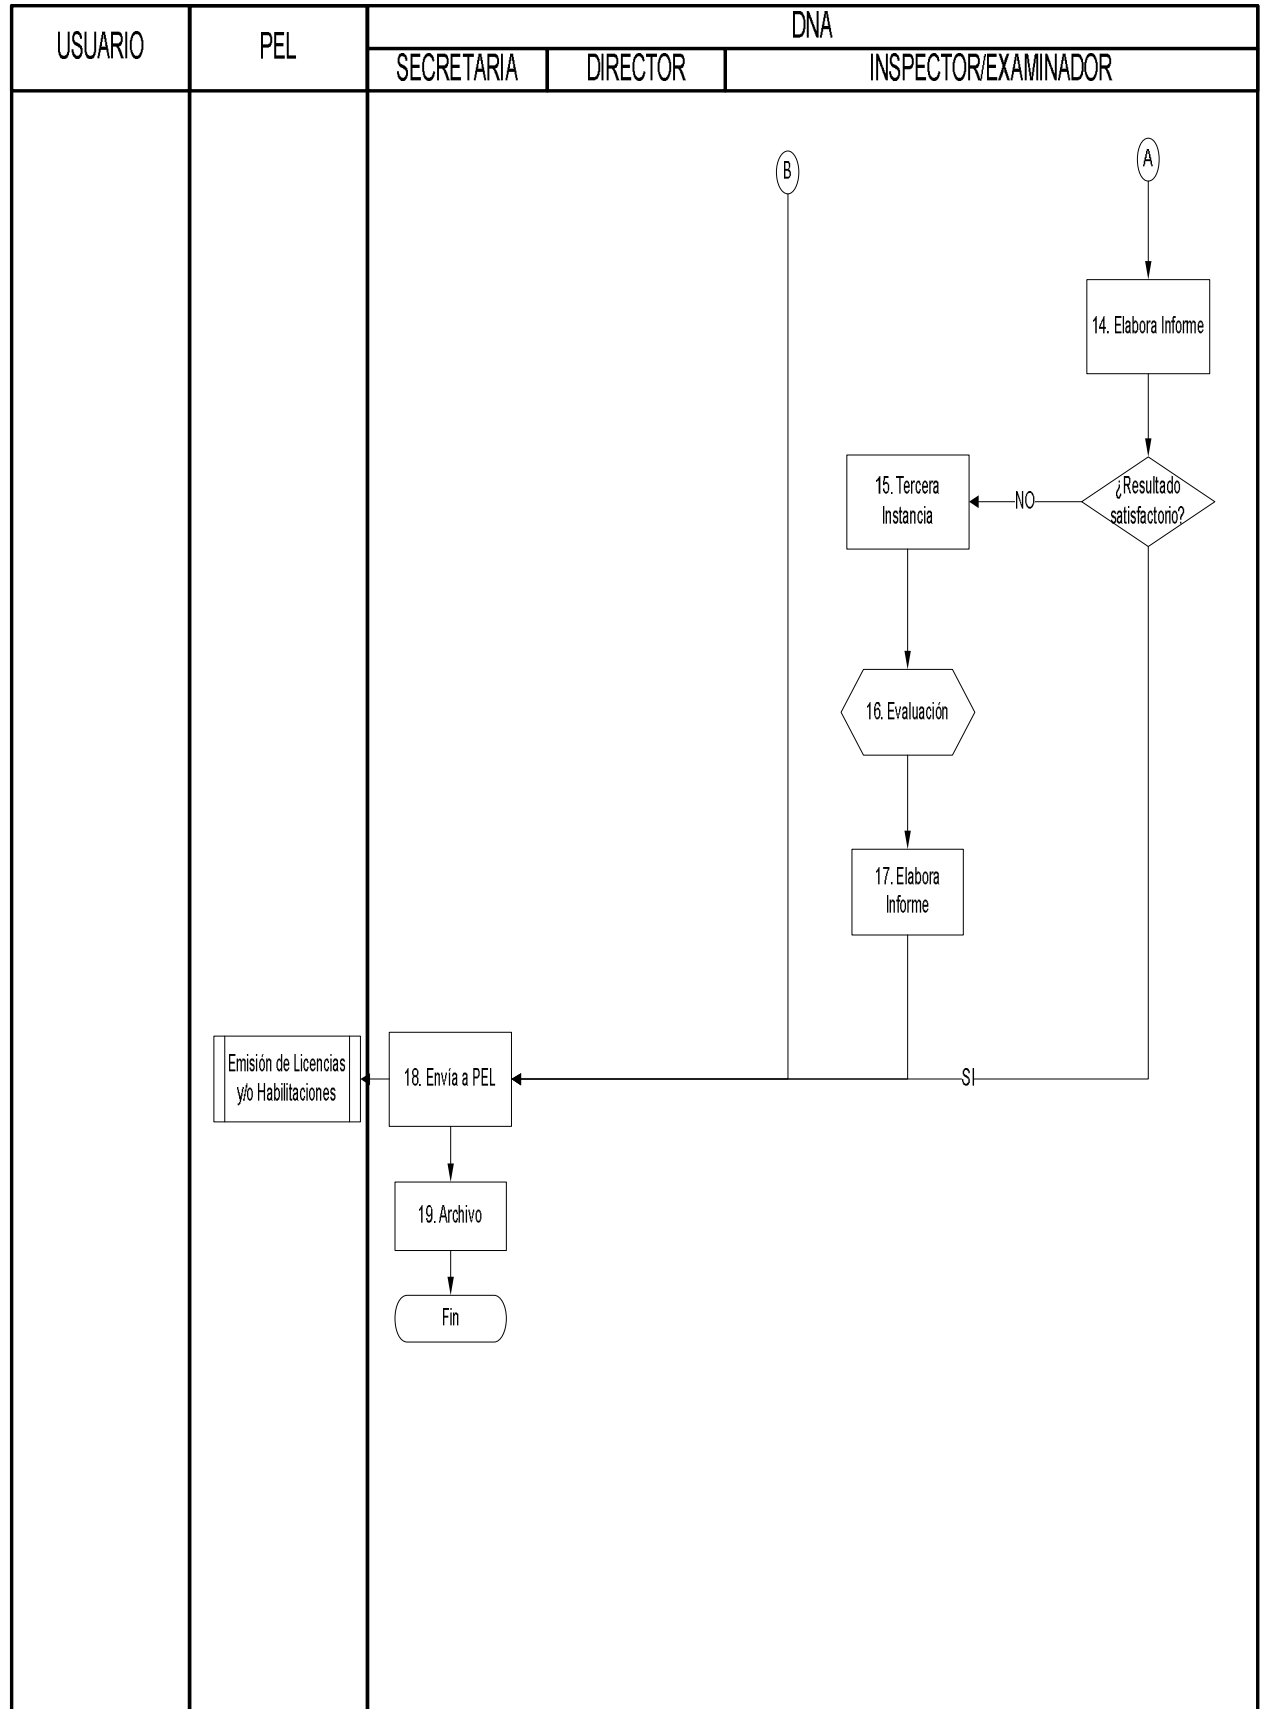 DNA
USUARIO
PEL
SECRETARIA
DIRECTOR
INSPECTOR/EXAMINADOR
B
A
14. Elabora Informe
15. Tercera
Instancia
NO
¿Resultado
satisfactorio?
16. Evaluación
17. Elabora
Informe
Emisión de Licencias
y/o Habilitaciones
18. Envía a PEL
SI
19. Archivo
Fin